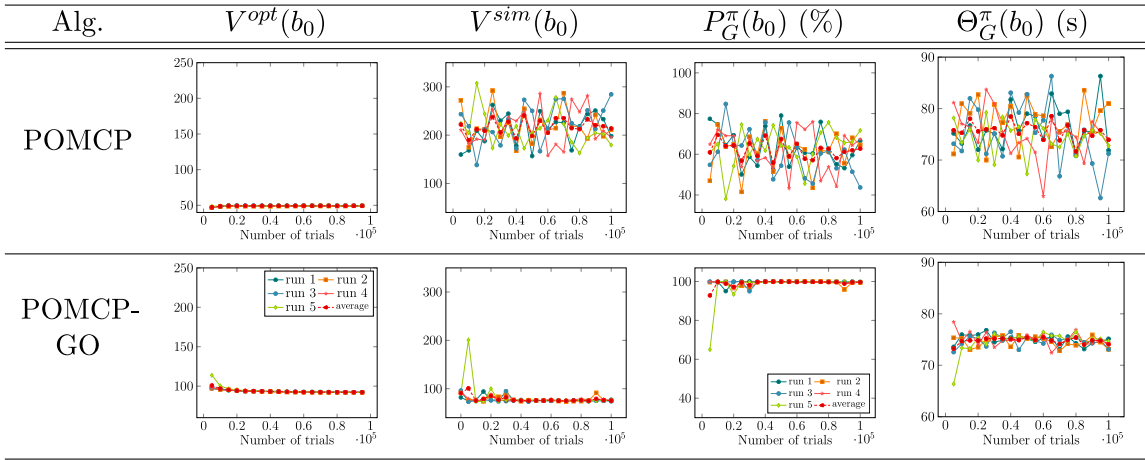 Alg. V^{opt}(b_0) V^{sim}(b_0) P_G^π(b_0) (%) Θ_G^π(b_0) (s)
POMCP
250
200
150
100
50
0 0.2 0.4 0.6 0.8 1
·10^5
Number of trials
300
200
100
0 0.2 0.4 0.6 0.8 1
·10^5
Number of trials
100
80
60
40
0 0.2 0.4 0.6 0.8 1
·10^5
Number of trials
90
80
70
60
0 0.2 0.4 0.6 0.8 1
·10^5
Number of trials
POMCP-
GO
250
200
150
100
run 1 run 2
run 3 run 4
run 5 average
0 0.2 0.4 0.6 0.8 1
·10^5
Number of trials
300
200
100
0 0.2 0.4 0.6 0.8 1
·10^5
Number of trials
100
80
60
40
run 1 run 2
run 3 run 4
run 5 average
0 0.2 0.4 0.6 0.8 1
·10^5
Number of trials
90
80
70
60
0 0.2 0.4 0.6 0.8 1
·10^5
Number of trials